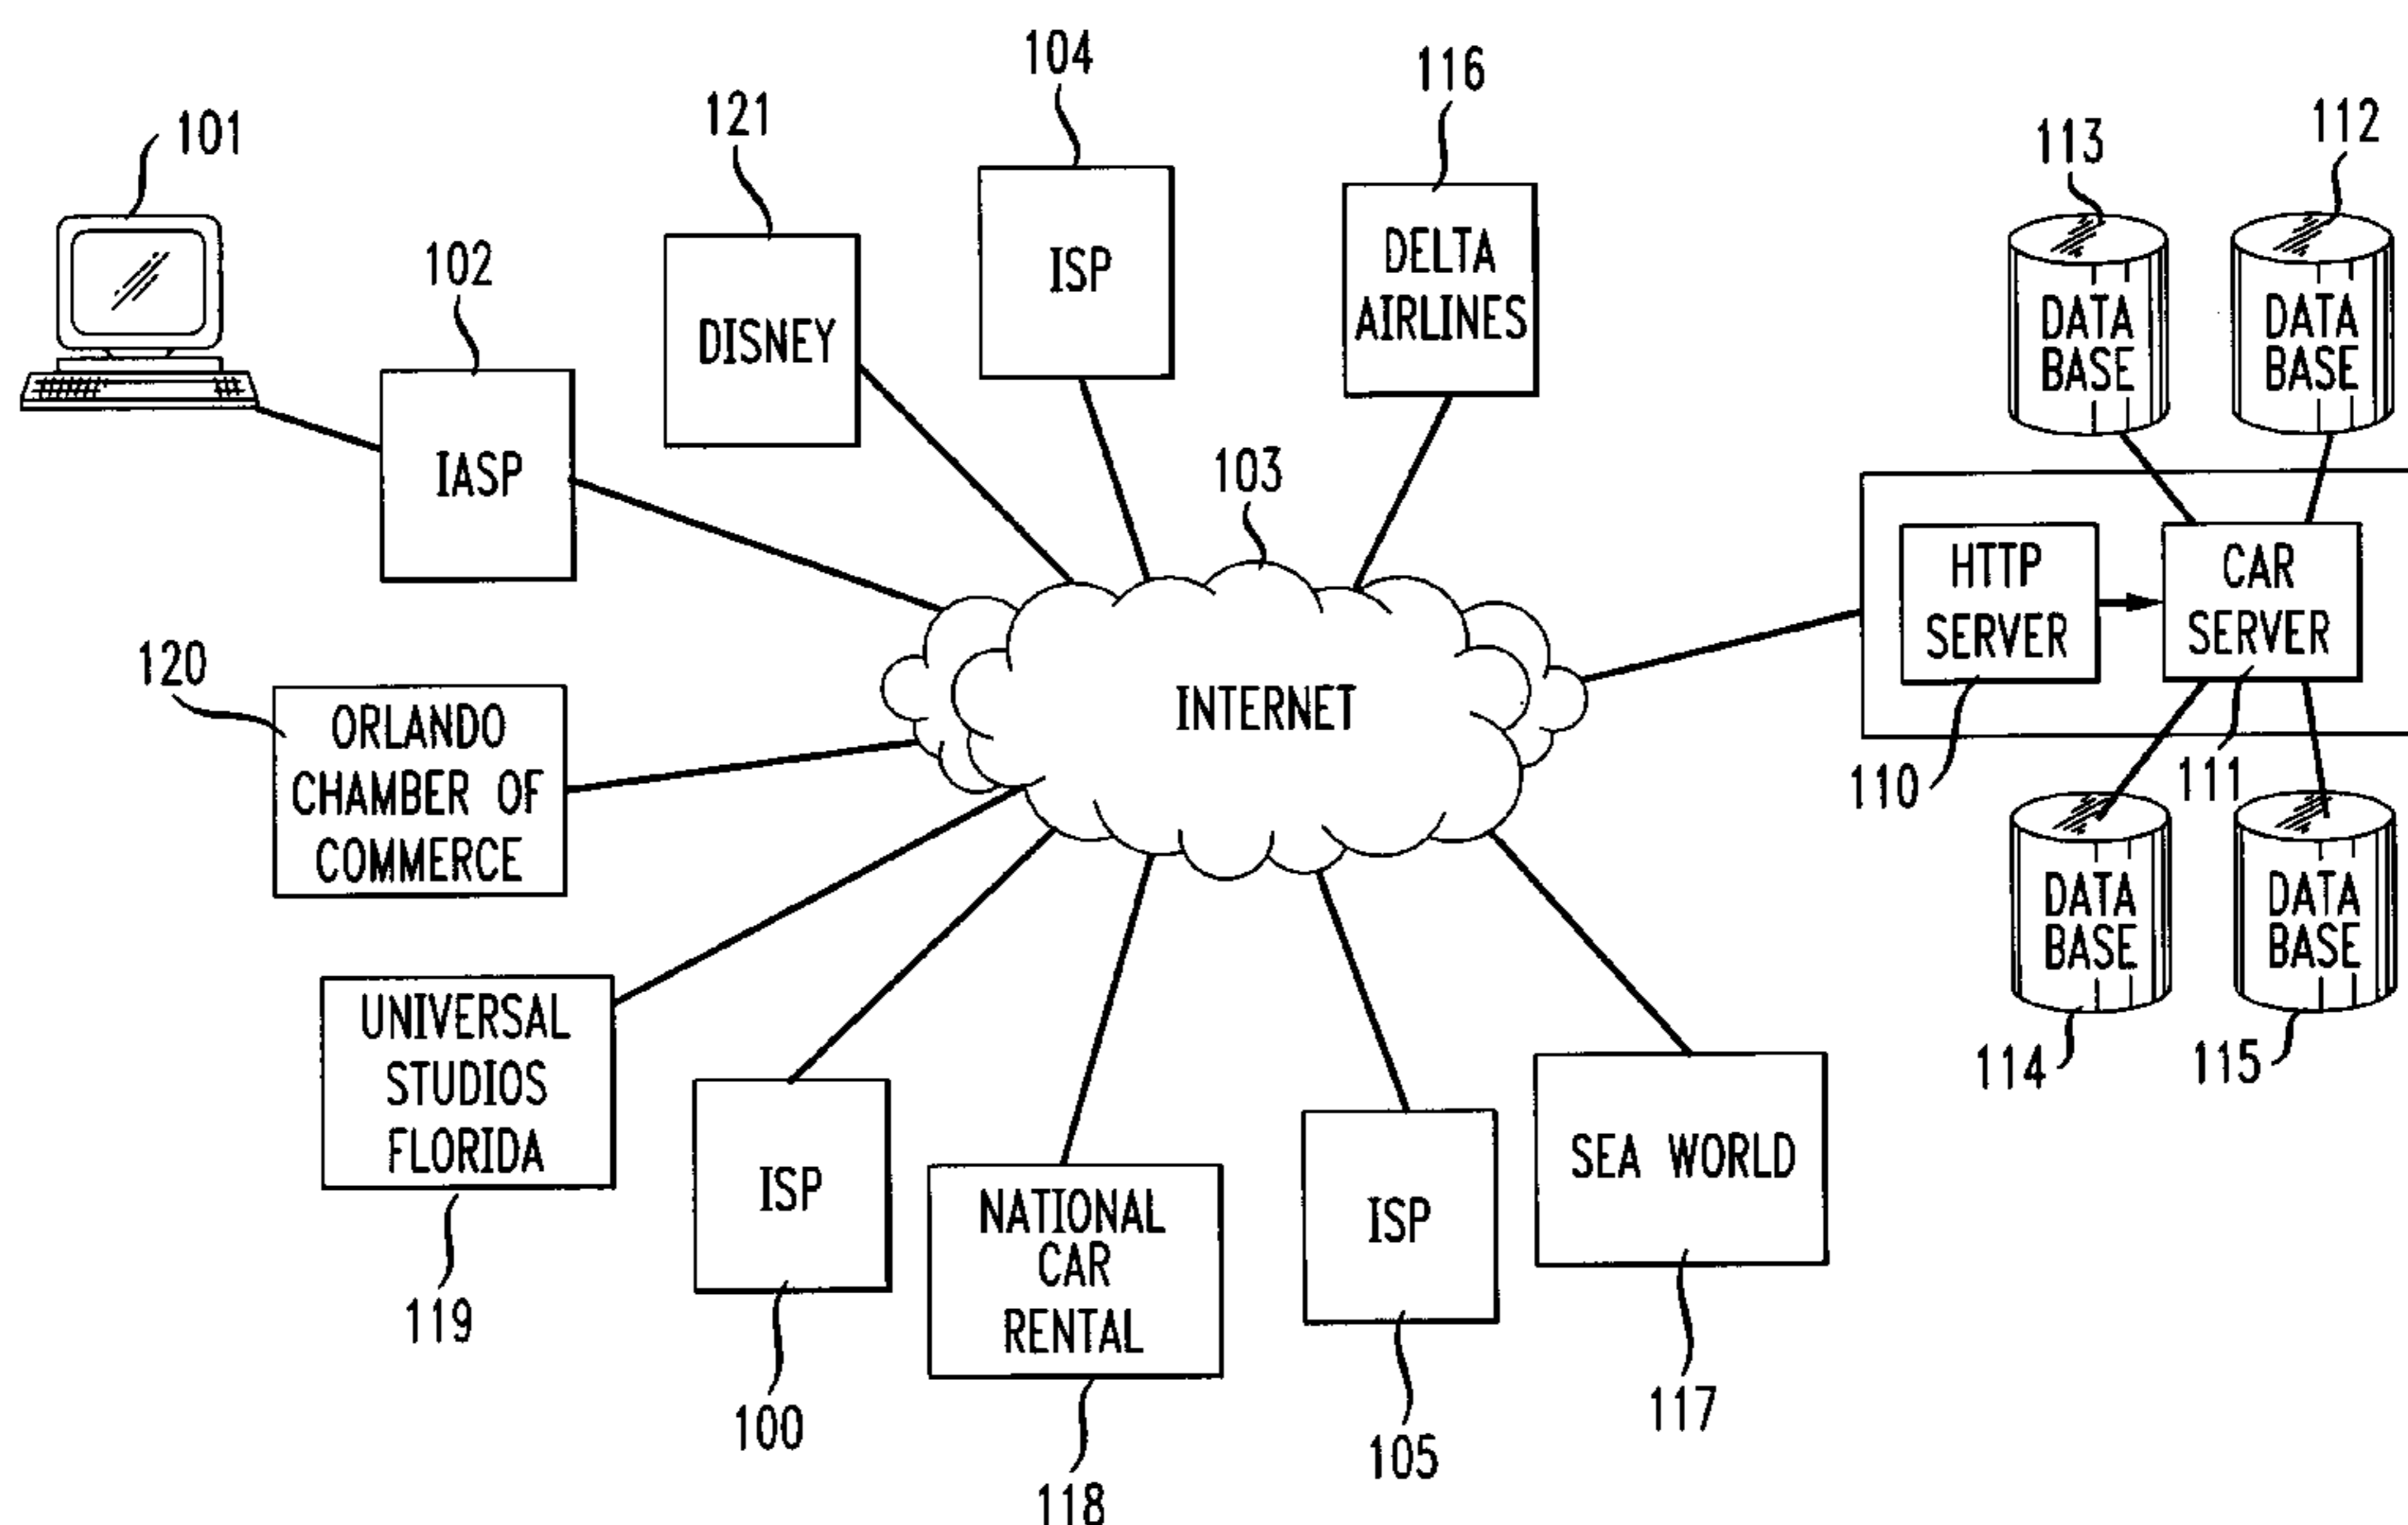 104
116
121
101
113
112
102
ISP
DELTA
AIRLINES
DISNEY
DATA
BASE
DATA
BASE
IASP
103
HTTP
SERVER
CAR
SERVER
120
INTERNET
ORLANDO
CHAMBER OF
COMMERCE
110
111
DATA
BASE
DATA
BASE
UNIVERSAL
STUDIOS
FLORIDA
114
115
ISP
NATIONAL
CAR
RENTAL
ISP
SEA WORLD
119
100
118
105
117